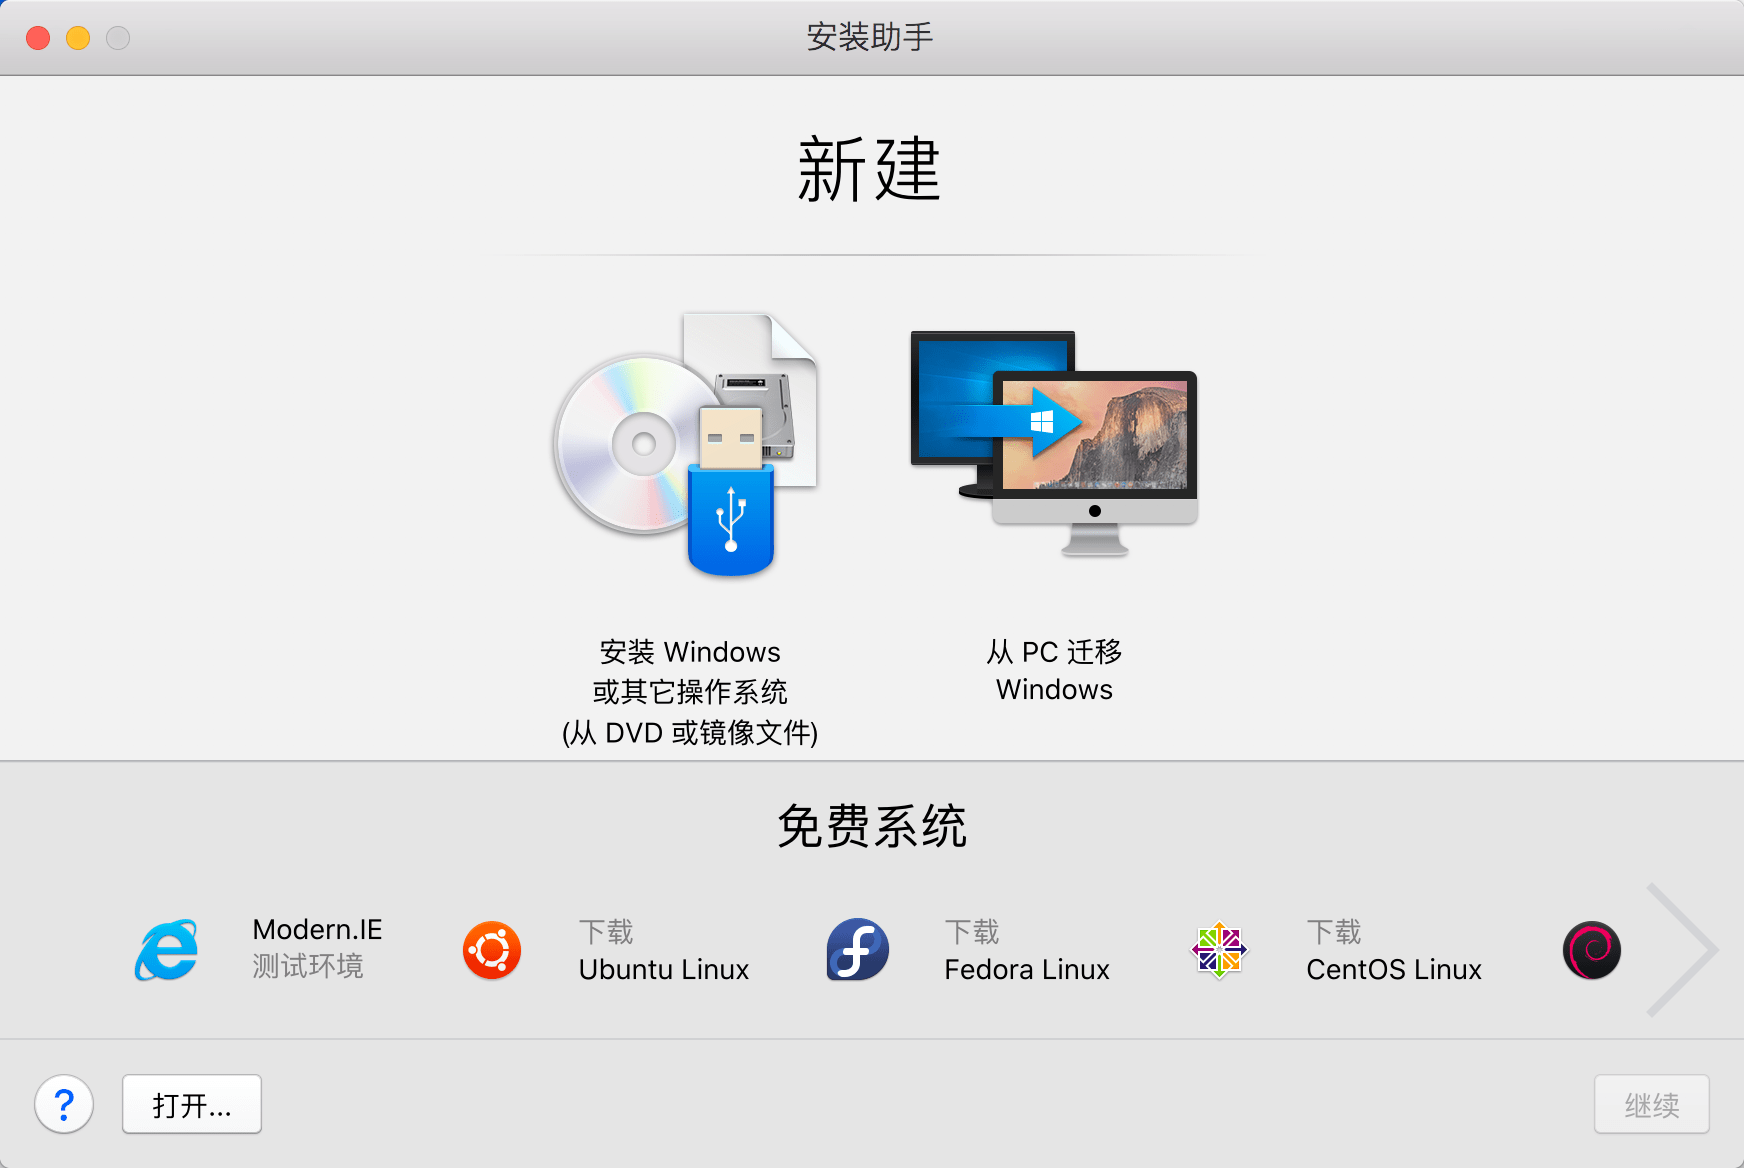 安装助手
新建
安装 Windows
或其它操作系统
(从 DVD 或镜像文件)
从 PC 迁移
Windows
免费系统
Modern.IE
测试环境
下载
Ubuntu Linux
下载
Fedora Linux
下载
CentOS Linux
?
打开...
继续